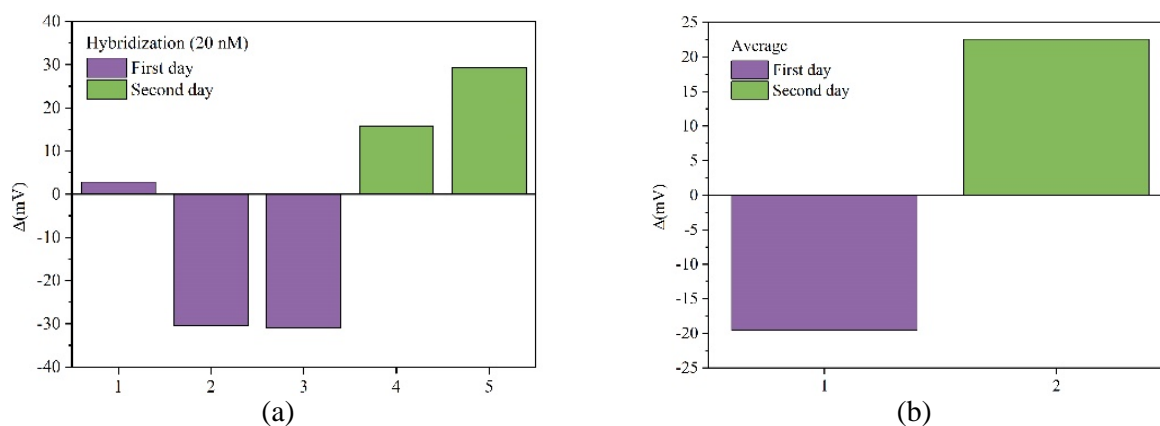 40
30
20
10
0
-10
-20
-30
-40
Δ(mV)
Hybridization (20 nM)
First day
Second day
1 2 3 4 5
(a)
25
20
15
10
5
0
-5
-10
-15
-20
-25
Δ(mV)
Average
First day
Second day
1 2
(b)